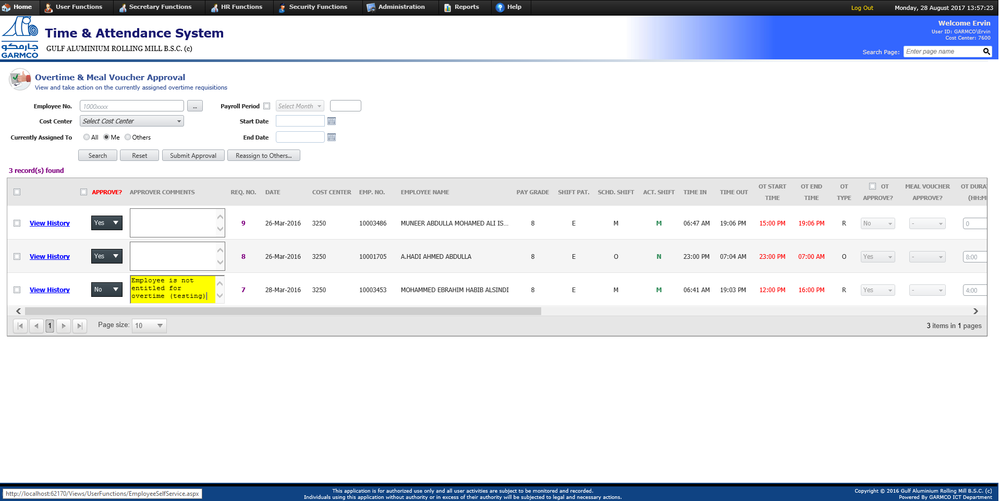 Home User Functions Secretary Functions HR Functions Security Functions Administration Reports Help Log Out Monday, 28 August 2017 13:57:23
جارمكو
GARMCO
Time & Attendance System
GULF ALUMINIUM ROLLING MILL B.S.C. (c)
Welcome Ervin
User ID: GARMCO\Ervin
Cost Center: 7600
Search Page: Enter page name
Overtime & Meal Voucher Approval
View and take action on the currently assigned overtime requisitions
Employee No. 1000xxxx ... Payroll Period Select Month
Cost Center Select Cost Center Start Date
Currently Assigned To All Me Others End Date
Search Reset Submit Approval Reassign to Others...
3 record(s) found
APPROVE? APPROVER COMMENTS REQ. NO. DATE COST CENTER EMP. NO. EMPLOYEE NAME PAY GRADE SHIFT PAT. SCHD. SHIFT ACT. SHIFT TIME IN TIME OUT OT START TIME OT END TIME OT TYPE OT APPROVE? MEAL VOUCHER APPROVE? OT DURA (HH:M
View History Yes 9 26-Mar-2016 3250 10003486 MUNEER ABDULLA MOHAMED ALI IS... 8 E M M 06:47 AM 19:06 PM 15:00 PM 19:06 PM R No - 0
View History Yes 8 26-Mar-2016 3250 10001705 A.HADI AHMED ABDULLA 8 E O N 23:00 PM 07:04 AM 23:00 PM 07:00 AM O Yes - 8:00
View History No Employee is not entitled for overtime (testing) 7 28-Mar-2016 3250 10003453 MOHAMMED EBRAHIM HABIB ALSINDI 8 E M M 06:41 AM 19:03 PM 12:00 PM 16:00 PM R Yes - 4:00
1 Page size: 10 3 items in 1 pages
http://localhost:62170/Views/UserFunctions/EmployeeSelfService.aspx
This application is for authorized use only and all user activities are subject to be monitored and recorded.
Individuals using this application without authority or in excess of their authority will be subjected to legal and necessary actions.
Copyright © 2016 Gulf Aluminium Rolling Mill B.S.C. (c)
Powered By GARMCO ICT Department